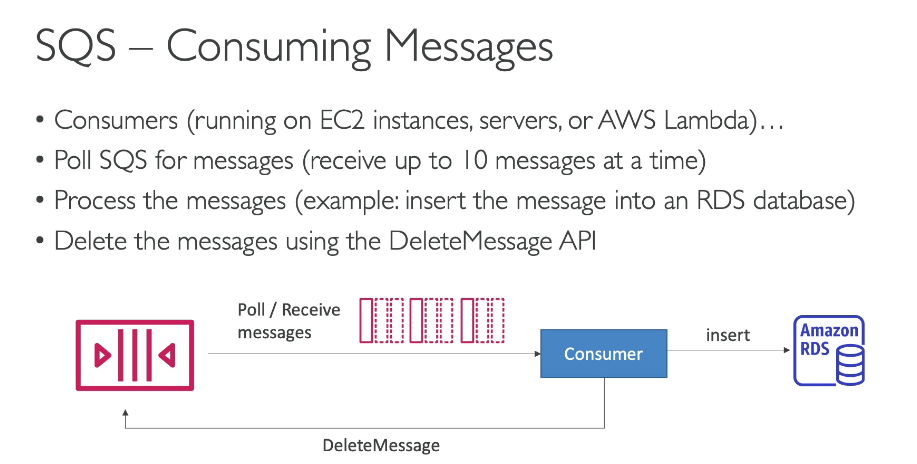 SQS – Consuming Messages
• Consumers (running on EC2 instances, servers, or AWS Lambda)…
• Poll SQS for messages (receive up to 10 messages at a time)
• Process the messages (example: insert the message into an RDS database)
• Delete the messages using the DeleteMessage API
Poll / Receive
messages
Consumer
insert
Amazon
RDS
DeleteMessage